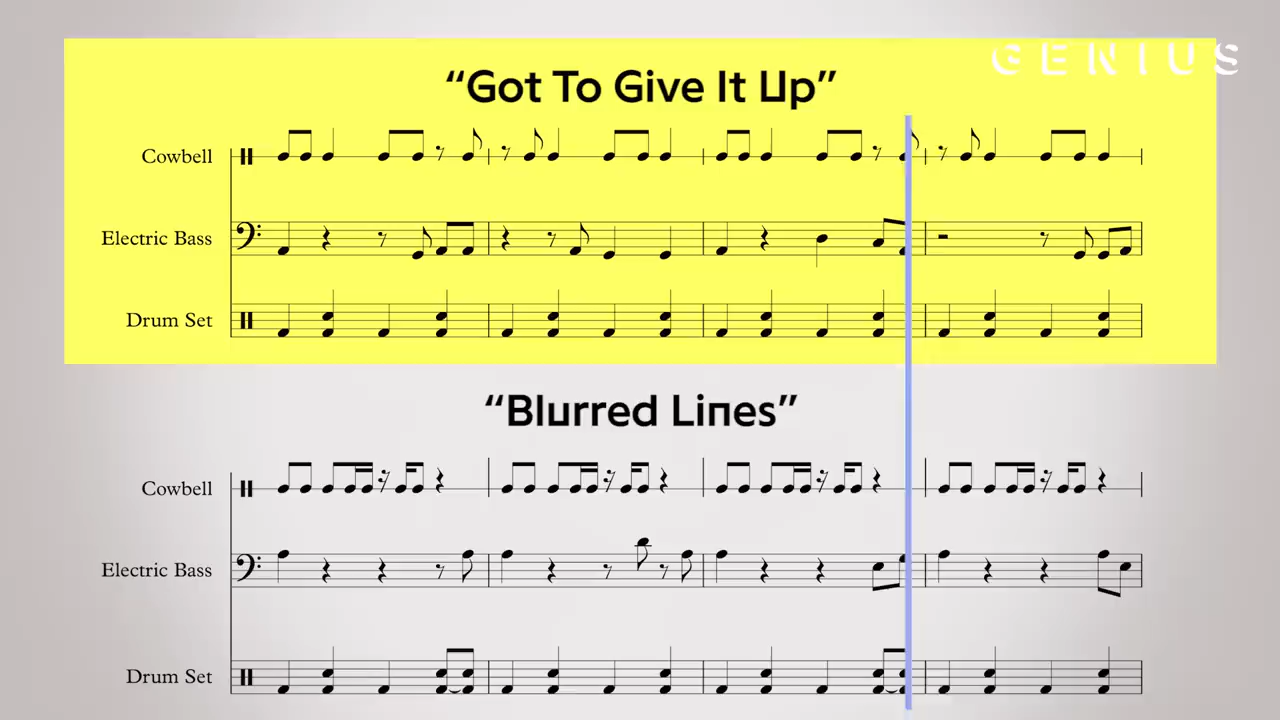 GENIUS
“Got To Give It Up”
Cowbell
Electric Bass
Drum Set
“Blurred Lines”
Cowbell
Electric Bass
Drum Set